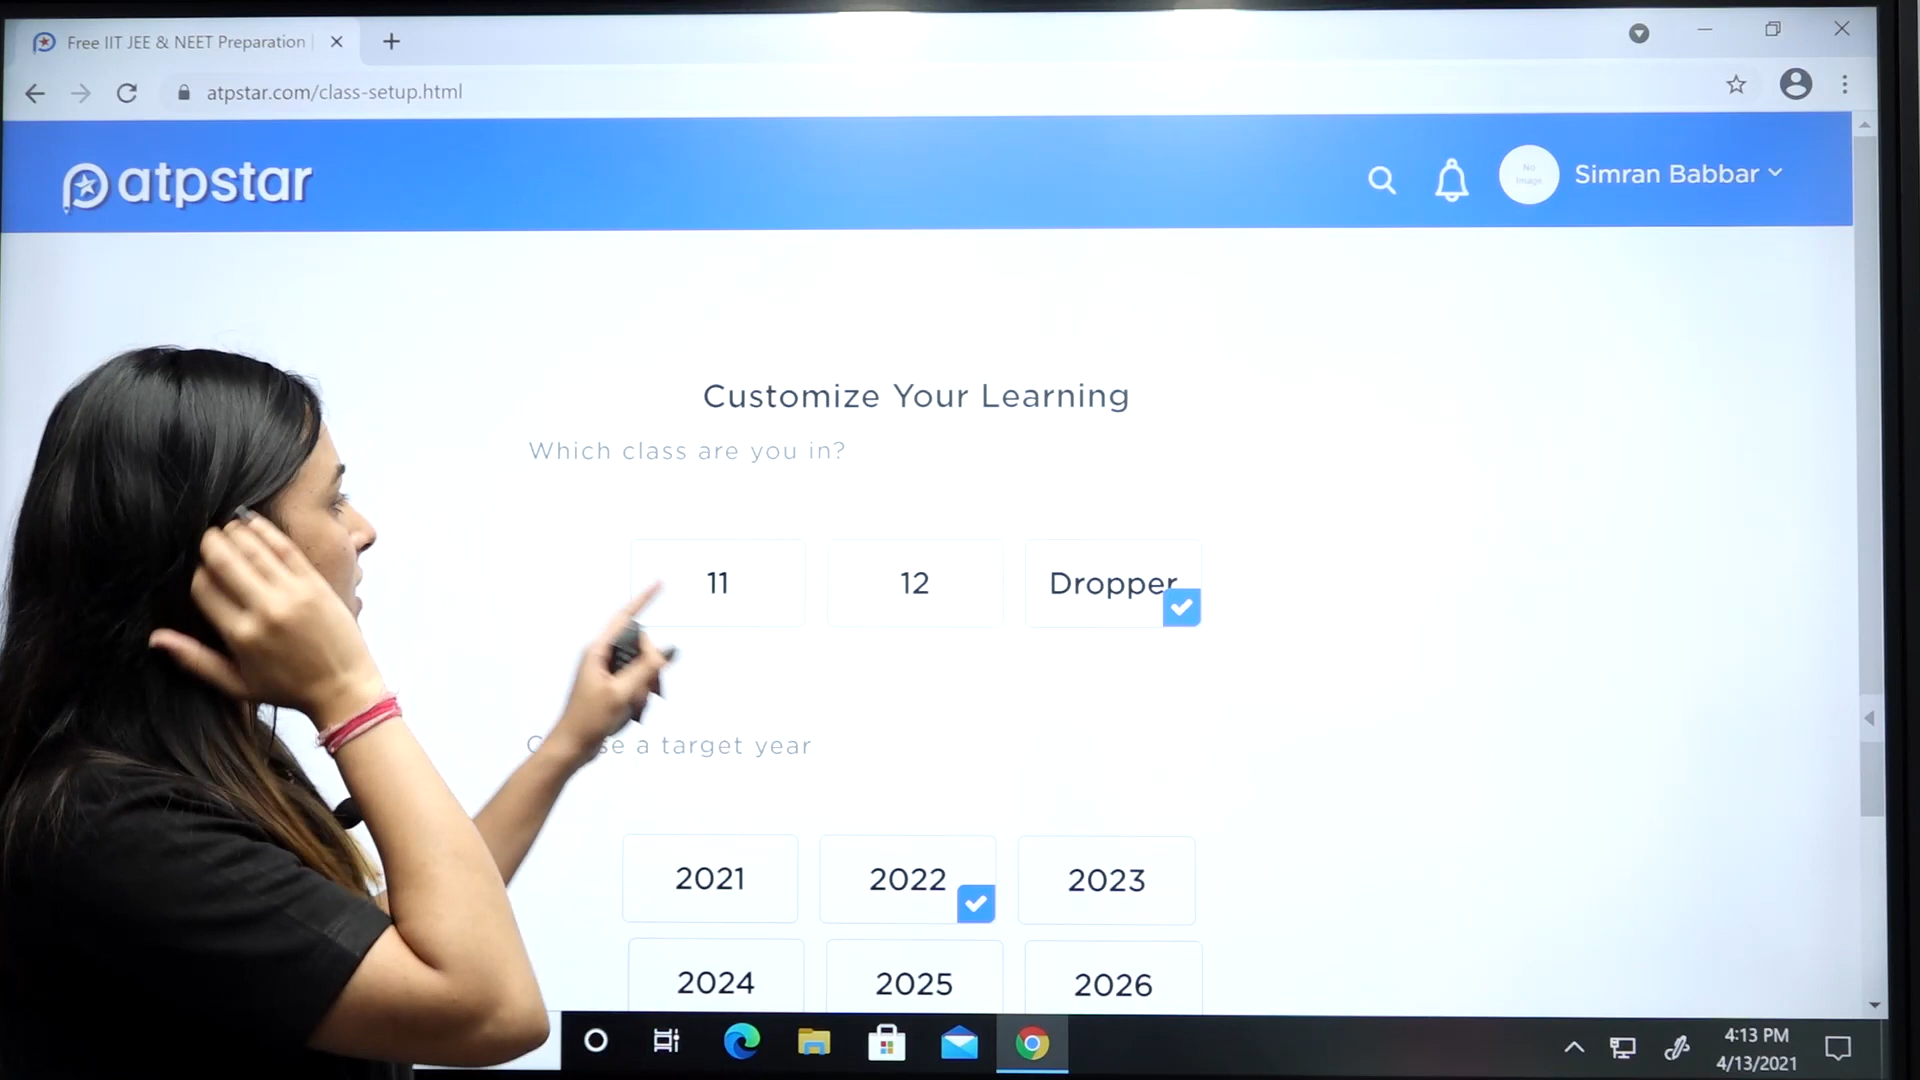 Free IIT JEE & NEET Preparation
atpstar.com/class-setup.html
atpstar
No
Image
Simran Babbar
Customize Your Learning
Which class are you in?
11
12
Dropper
a target year
2021
2022
2023
2024
2025
2026
4:13 PM
4/13/2021